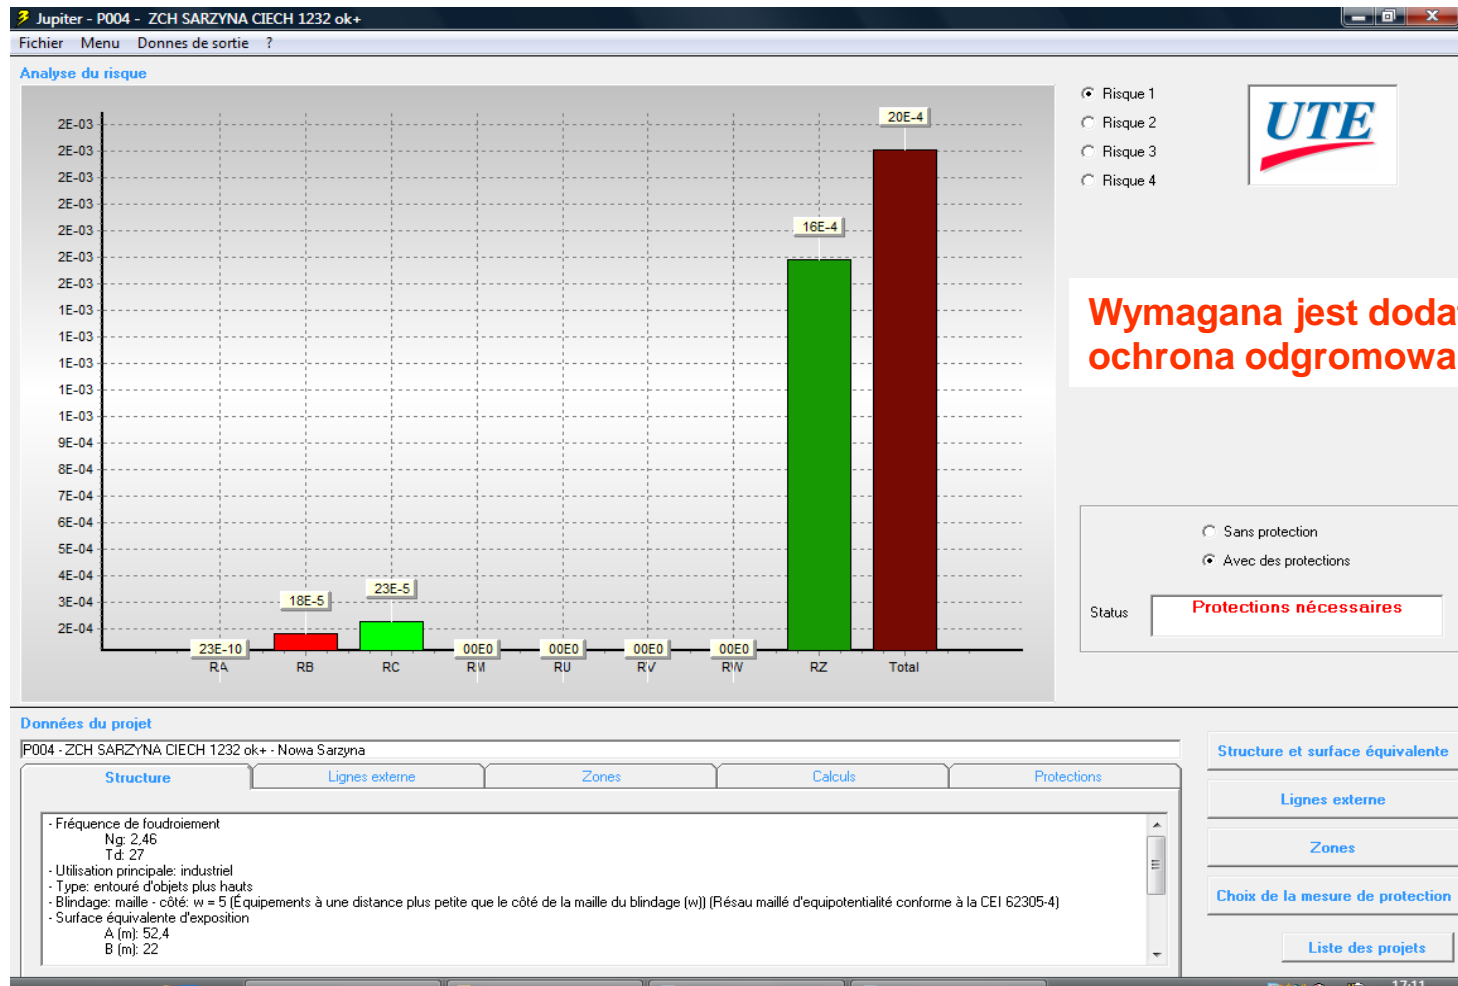 Jupiter - P004 - ZCH SARZYNA CIECH 1232 ok+
Fichier Menu Donnes de sortie ?
Analyse du risque
2E-03
2E-03
2E-03
2E-03
2E-03
2E-03
2E-03
1E-03
1E-03
1E-03
1E-03
1E-03
9E-04
8E-04
7E-04
6E-04
5E-04
4E-04
3E-04
2E-04
23E-10
18E-5
23E-5
00E0
00E0
00E0
00E0
16E-4
20E-4
RA RB RC RM RU RV RW RZ Total
Risque 1
Risque 2
Risque 3
Risque 4
UTE
Wymagana jest
ochrona odgromowa
Sans protection
Avec des protections
Status Protections nécessaires
Données du projet
P004 - ZCH SARZYNA CIECH 1232 ok+ - Nowa Sarzyna
Structure Lignes externe Zones Calculs Protections
- Fréquence de foudroiement
Ng: 2,46
Td: 27
- Utilisation principale: industriel
- Type: entouré d'objets plus hauts
- Blindage: maille - côté: w = 5 (Équipements à une distance plus petite que le côté de la maille du blindage (w)) (Résau maillé d'equipotentialité conforme à la CEI 62305-4)
- Surface équivalente d'exposition
A (m): 52,4
B (m): 22
Structure et surface équivalente
Lignes externe
Zones
Choix de la mesure de protection
Liste des projets
17:11